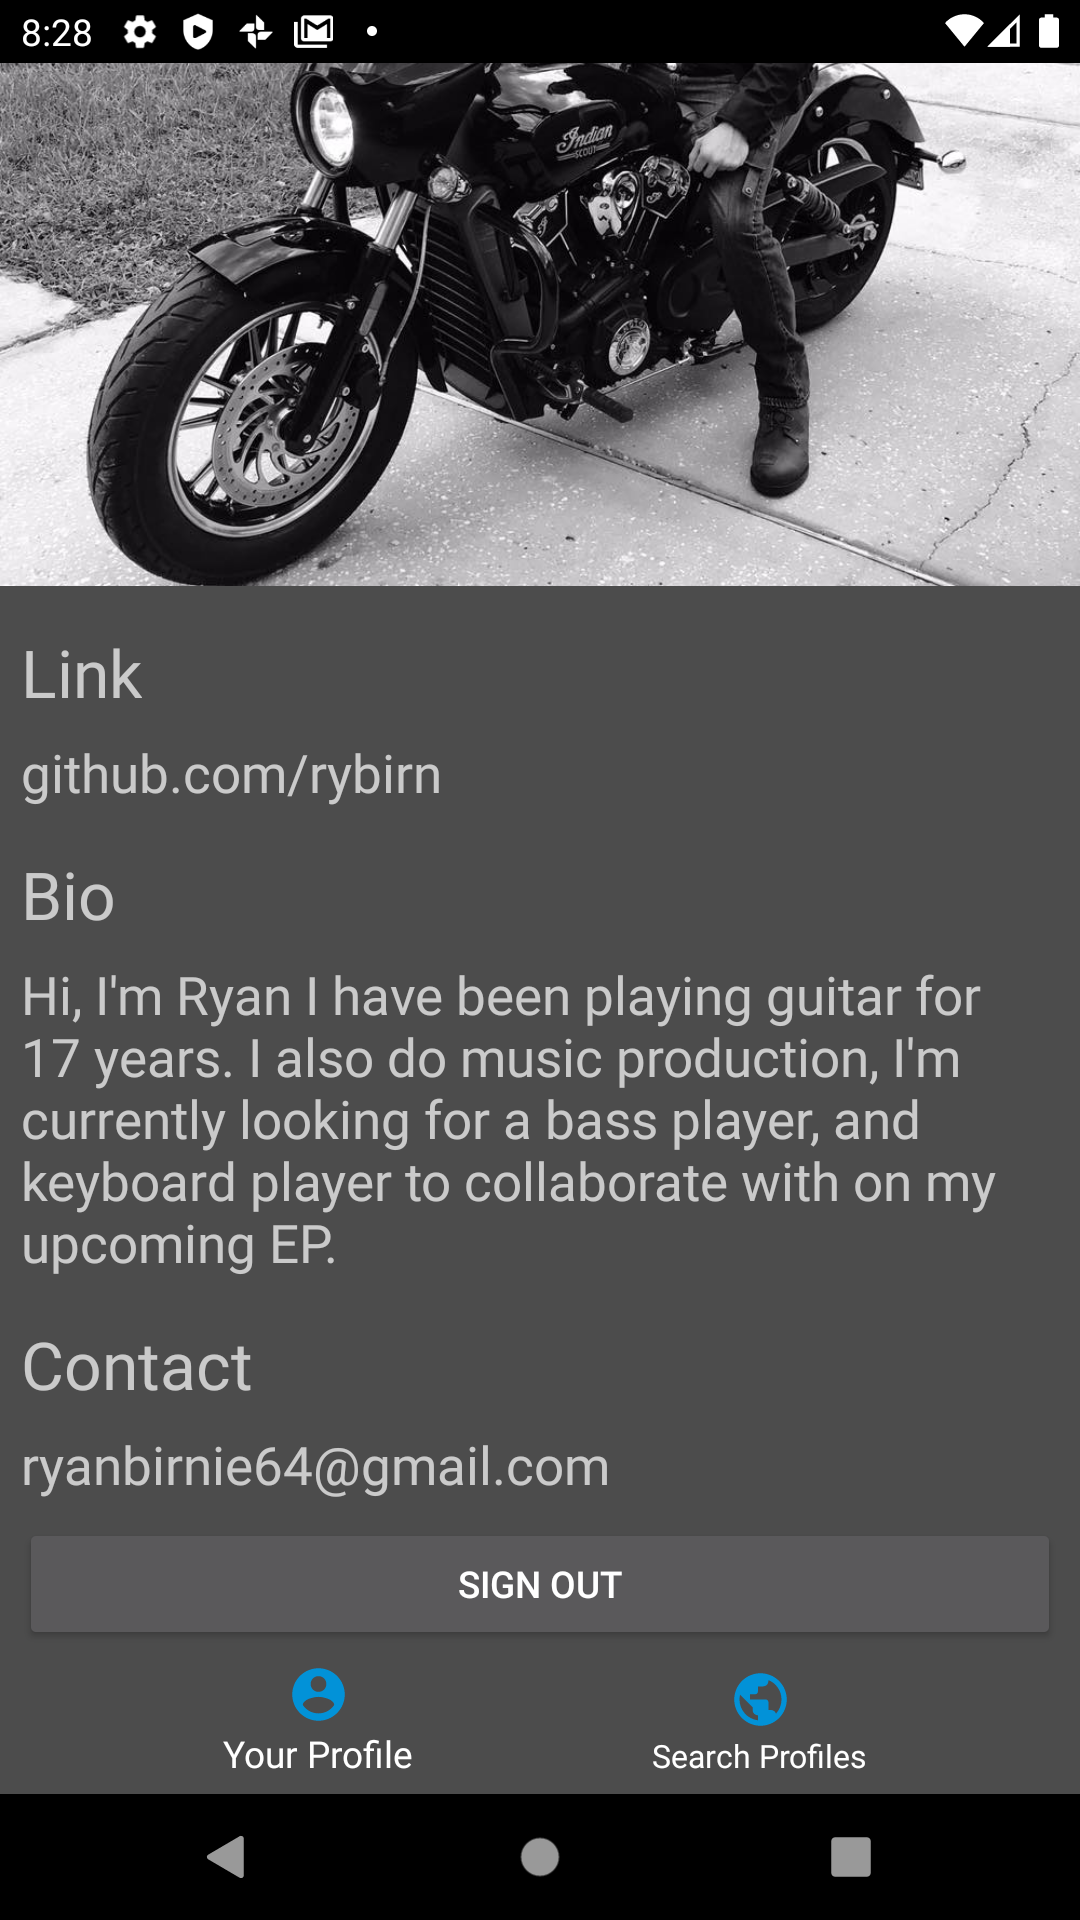 8:28
Indian
SCOUT
Link
github.com/rybirn
Bio
Hi, I'm Ryan I have been playing guitar for
17 years. I also do music production, I'm
currently looking for a bass player, and
keyboard player to collaborate with on my
upcoming EP.
Contact
ryanbirnie64@gmail.com
SIGN OUT
Your Profile
Search Profiles